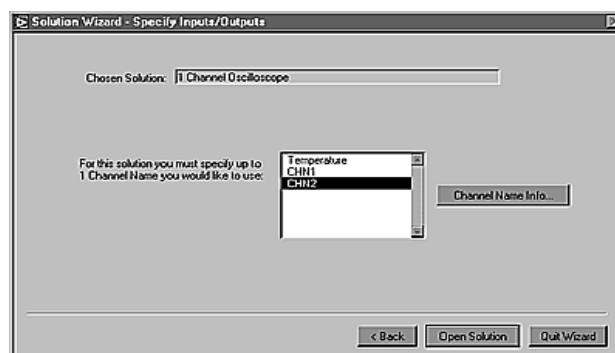 Solution Wizard - Specify Inputs/Outputs
Chosen Solution: 1 Channel Oscilloscope
For this solution you must specify up to
1 Channel Name you would like to use:
Temperature
CHN1
CHN2
Channel Name Info...
< Back
Open Solution
Quit Wizard